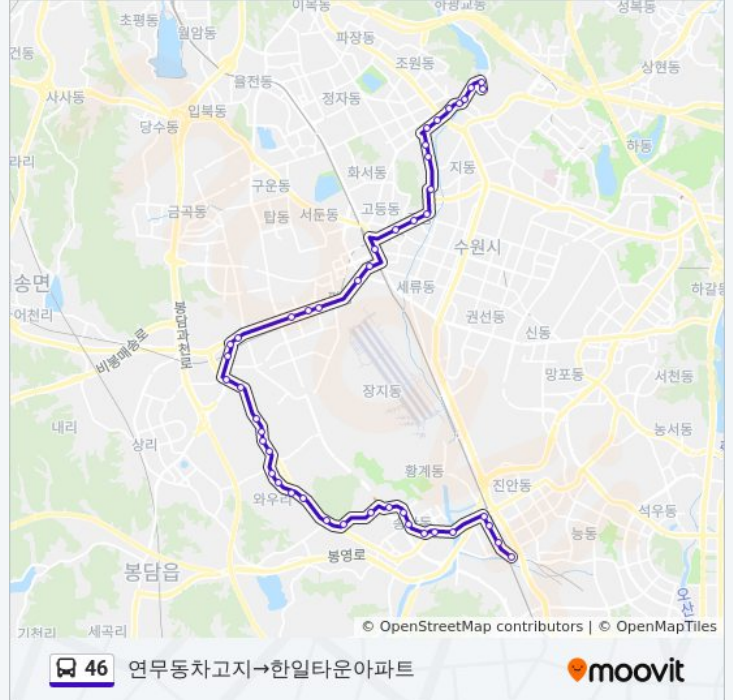 이목동
하광교동
성복동
초평동
월암동
파장동
건동
조원동
율전동
상현동
사사동
정자동
입북동
당수동
하동
라리
지동
화서동
구운동
금곡동
탑동
서둔동
고등동
수원시
송면
세류동
하갈동
어천리
권선동
신동
봉담과천로
비봉매송로
망포동
서천동
장지동
내리
농서동
상리
황계동
진안동
와우리
석우동
능동
봉영로
봉담읍
오산
기천리
세곡리
© OpenStreetMap contributors | © OpenMapTiles
46 연무동차고지→한일타운아파트
moovit